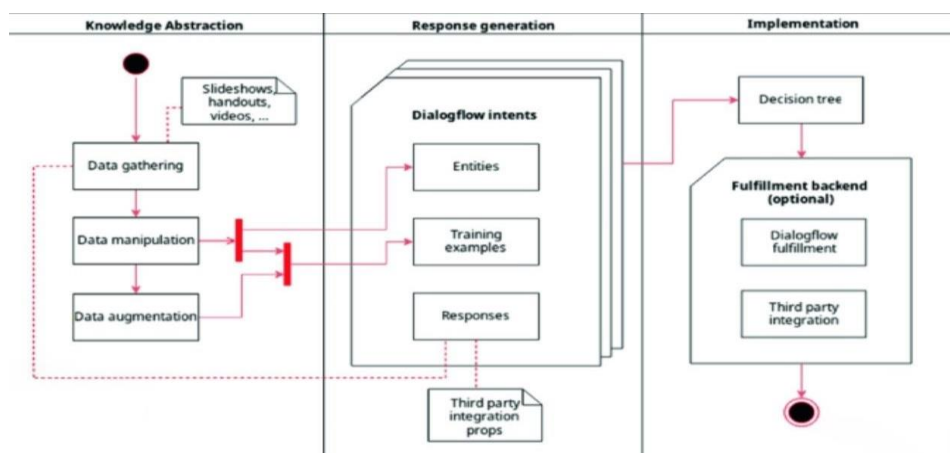 Knowledge Abstraction
Response generation
Implementation
Slideshows,
handouts,
videos, ...
Data gathering
Data manipulation
Data augmentation
Dialogflow intents
Entities
Training
examples
Responses
Third party
integration
props
Decision tree
Fulfillment backend
(optional)
Dialogflow
fulfillment
Third party
integration